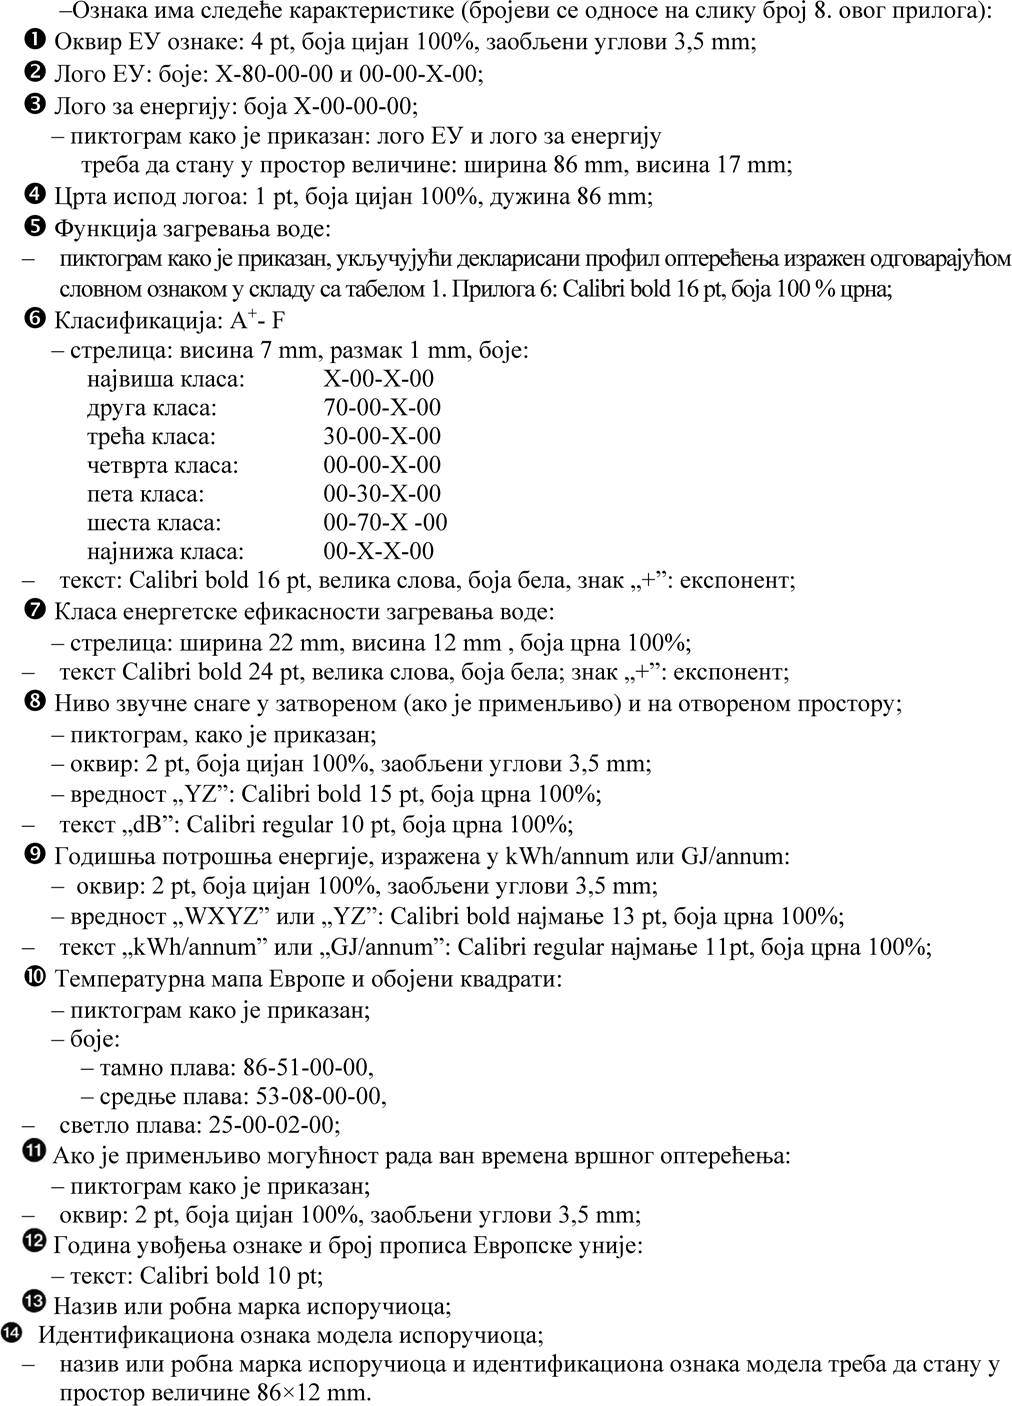 –Ознака има следеће карактеристике (бројеви се односе на слику број 8. овог прилога):
❶ Оквир ЕУ ознаке: 4 pt, боја цијан 100%, заобљени углови 3,5 mm;
❷ Лого ЕУ: боје: X-80-00-00 и 00-00-X-00;
❸ Лого за енергију: боја X-00-00-00;
– пиктограм како је приказан: лого ЕУ и лого за енергију
треба да стану у простор величине: ширина 86 mm, висина 17 mm;
❹ Црта испод логоа: 1 pt, боја цијан 100%, дужина 86 mm;
❺ Функција загревања воде:
– пиктограм како је приказан, укључујући декларисани профил оптерећења изражен одговарајућом
словном ознаком у складу са табелом 1. Прилога 6: Calibri bold 16 pt, боја 100 % црна;
❻ Класификација: A⁺- F
– стрелица: висина 7 mm, размак 1 mm, боје:
највиша класа: X-00-X-00
друга класа: 70-00-X-00
трећа класа: 30-00-X-00
четврта класа: 00-00-X-00
пета класа: 00-30-X-00
шеста класа: 00-70-X -00
најнижа класа: 00-X-X-00
– текст: Calibri bold 16 pt, велика слова, боја бела, знак „+”: експонент;
❼ Класа енергетске ефикасности загревања воде:
– стрелица: ширина 22 mm, висина 12 mm , боја црна 100%;
– текст Calibri bold 24 pt, велика слова, боја бела; знак „+”: експонент;
❽ Ниво звучне снаге у затвореном (ако је применљиво) и на отвореном простору;
– пиктограм, како је приказан;
– оквир: 2 pt, боја цијан 100%, заобљени углови 3,5 mm;
– вредност „YZ”: Calibri bold 15 pt, боја црна 100%;
– текст „dB”: Calibri regular 10 pt, боја црна 100%;
❾ Годишња потрошња енергије, изражена у kWh/annum или GJ/annum:
– оквир: 2 pt, боја цијан 100%, заобљени углови 3,5 mm;
– вредност „WXYZ” или „YZ”: Calibri bold најмање 13 pt, боја црна 100%;
– текст „kWh/annum” или „GJ/annum”: Calibri regular најмање 11pt, боја црна 100%;
❿ Температурна мапа Европе и обојени квадрати:
– пиктограм како је приказан;
– боје:
– тамно плава: 86-51-00-00,
– средње плава: 53-08-00-00,
– светло плава: 25-00-02-00;
⓫ Ако је применљиво могућност рада ван времена вршног оптерећења:
– пиктограм како је приказан;
– оквир: 2 pt, боја цијан 100%, заобљени углови 3,5 mm;
⓬ Година увођења ознаке и број прописа Европске уније:
– текст: Calibri bold 10 pt;
⓭ Назив или робна марка испоручиоца;
⓮ Идентификациона ознака модела испоручиоца;
– назив или робна марка испоручиоца и идентификациона ознака модела треба да стану у
простор величине 86×12 mm.